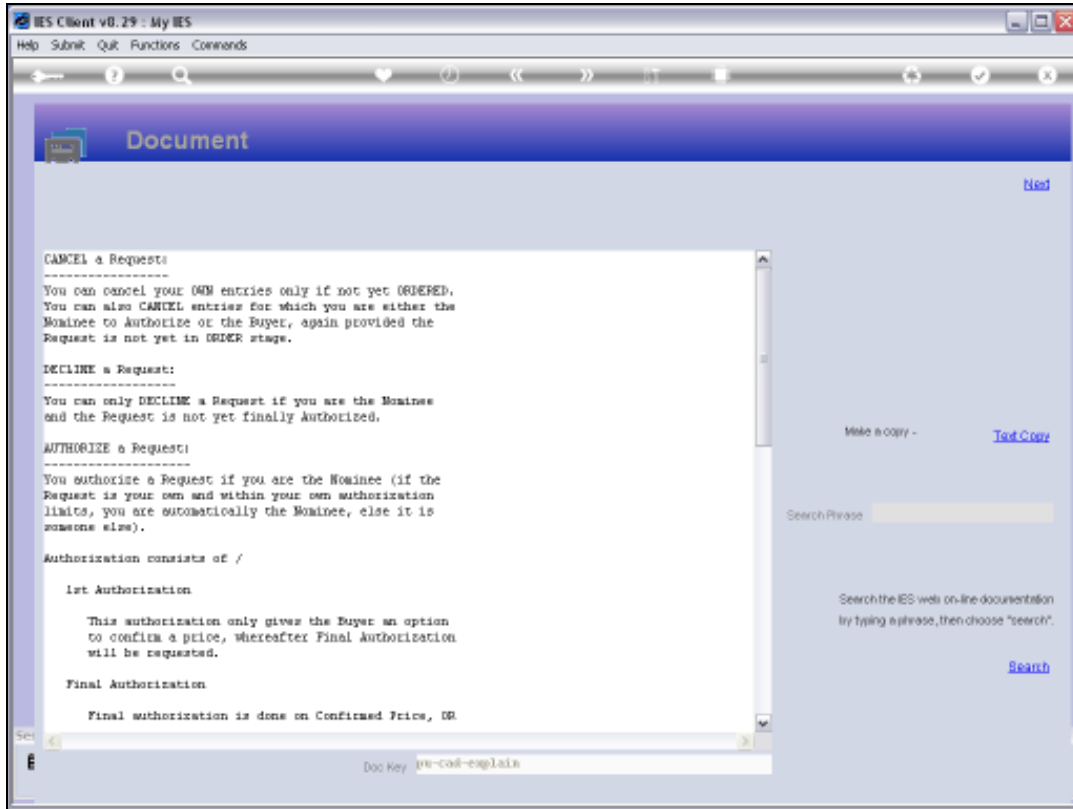 IES Client v8.29 : My IES
Help Submit Quit Functions Commands
Document
Next
CANCEL a Request:
-----------------
You can cancel your OWN entries only if not yet ORDERED.
You can also CANCEL entries for which you are either the
Nominee to Authorize or the Buyer, again provided the
Request is not yet in ORDER stage.
DECLINE a Request:
------------------
You can only DECLINE a Request if you are the Nominee
and the Request is not yet finally Authorized.
AUTHORIZE a Request:
--------------------
You authorize a Request if you are the Nominee (if the
Request is your own and within your own authorization
limits, you are automatically the Nominee, else it is
someone else).
Authorization consists of /
1st Authorization
This authorization only gives the Buyer an option
to confirm a price, whereafter Final Authorization
will be requested.
Final Authorization
Final authorization is done on Confirmed Price, OR
Make a copy -
Text Copy
Search Phrase
Search the IES web on-line documentation
by typing a phrase, then choose "search".
Search
Doc Key pu-cad-explain